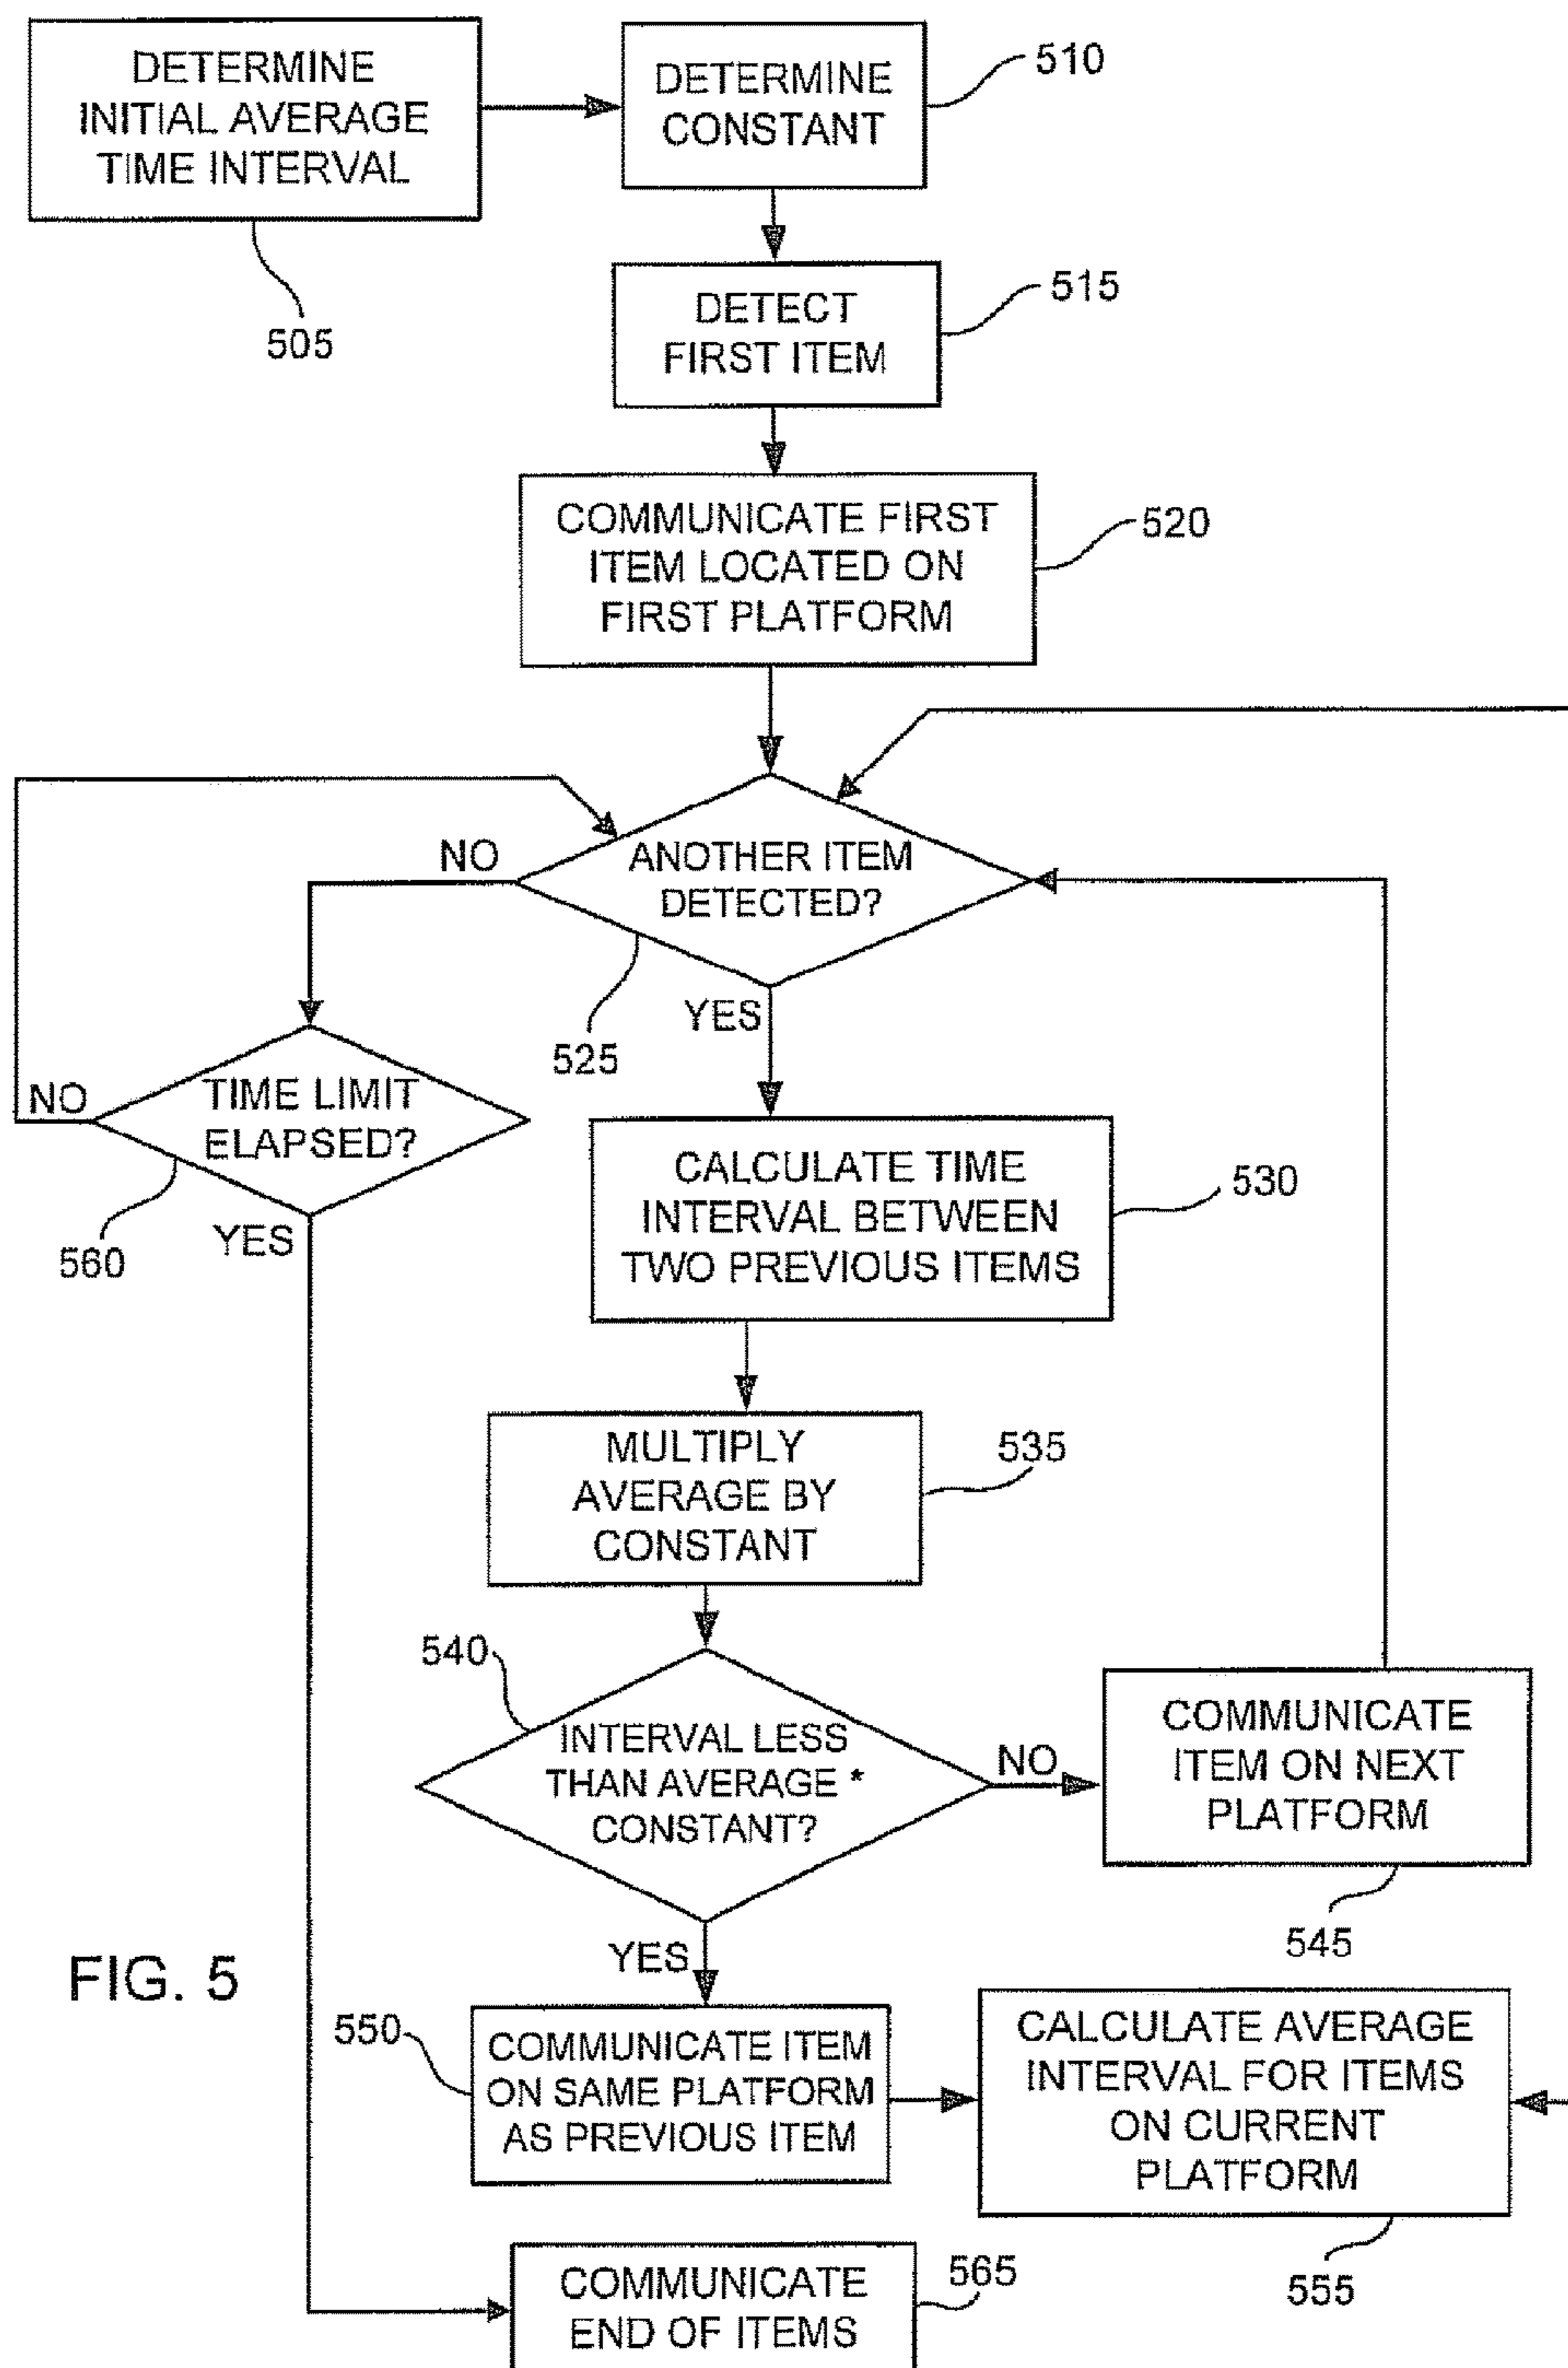 DETERMINE
INITIAL AVERAGE
TIME INTERVAL
505
DETERMINE
CONSTANT
510
DETECT
FIRST ITEM
515
COMMUNICATE FIRST
ITEM LOCATED ON
FIRST PLATFORM
520
ANOTHER ITEM
DETECTED?
NO
YES
525
TIME LIMIT
ELAPSED?
NO
YES
560
CALCULATE TIME
INTERVAL BETWEEN
TWO PREVIOUS ITEMS
530
MULTIPLY
AVERAGE BY
CONSTANT
535
540
INTERVAL LESS
THAN AVERAGE *
CONSTANT?
NO
YES
COMMUNICATE
ITEM ON NEXT
PLATFORM
545
FIG. 5
550
COMMUNICATE ITEM
ON SAME PLATFORM
AS PREVIOUS ITEM
CALCULATE AVERAGE
INTERVAL FOR ITEMS
ON CURRENT
PLATFORM
555
COMMUNICATE
END OF ITEMS
565